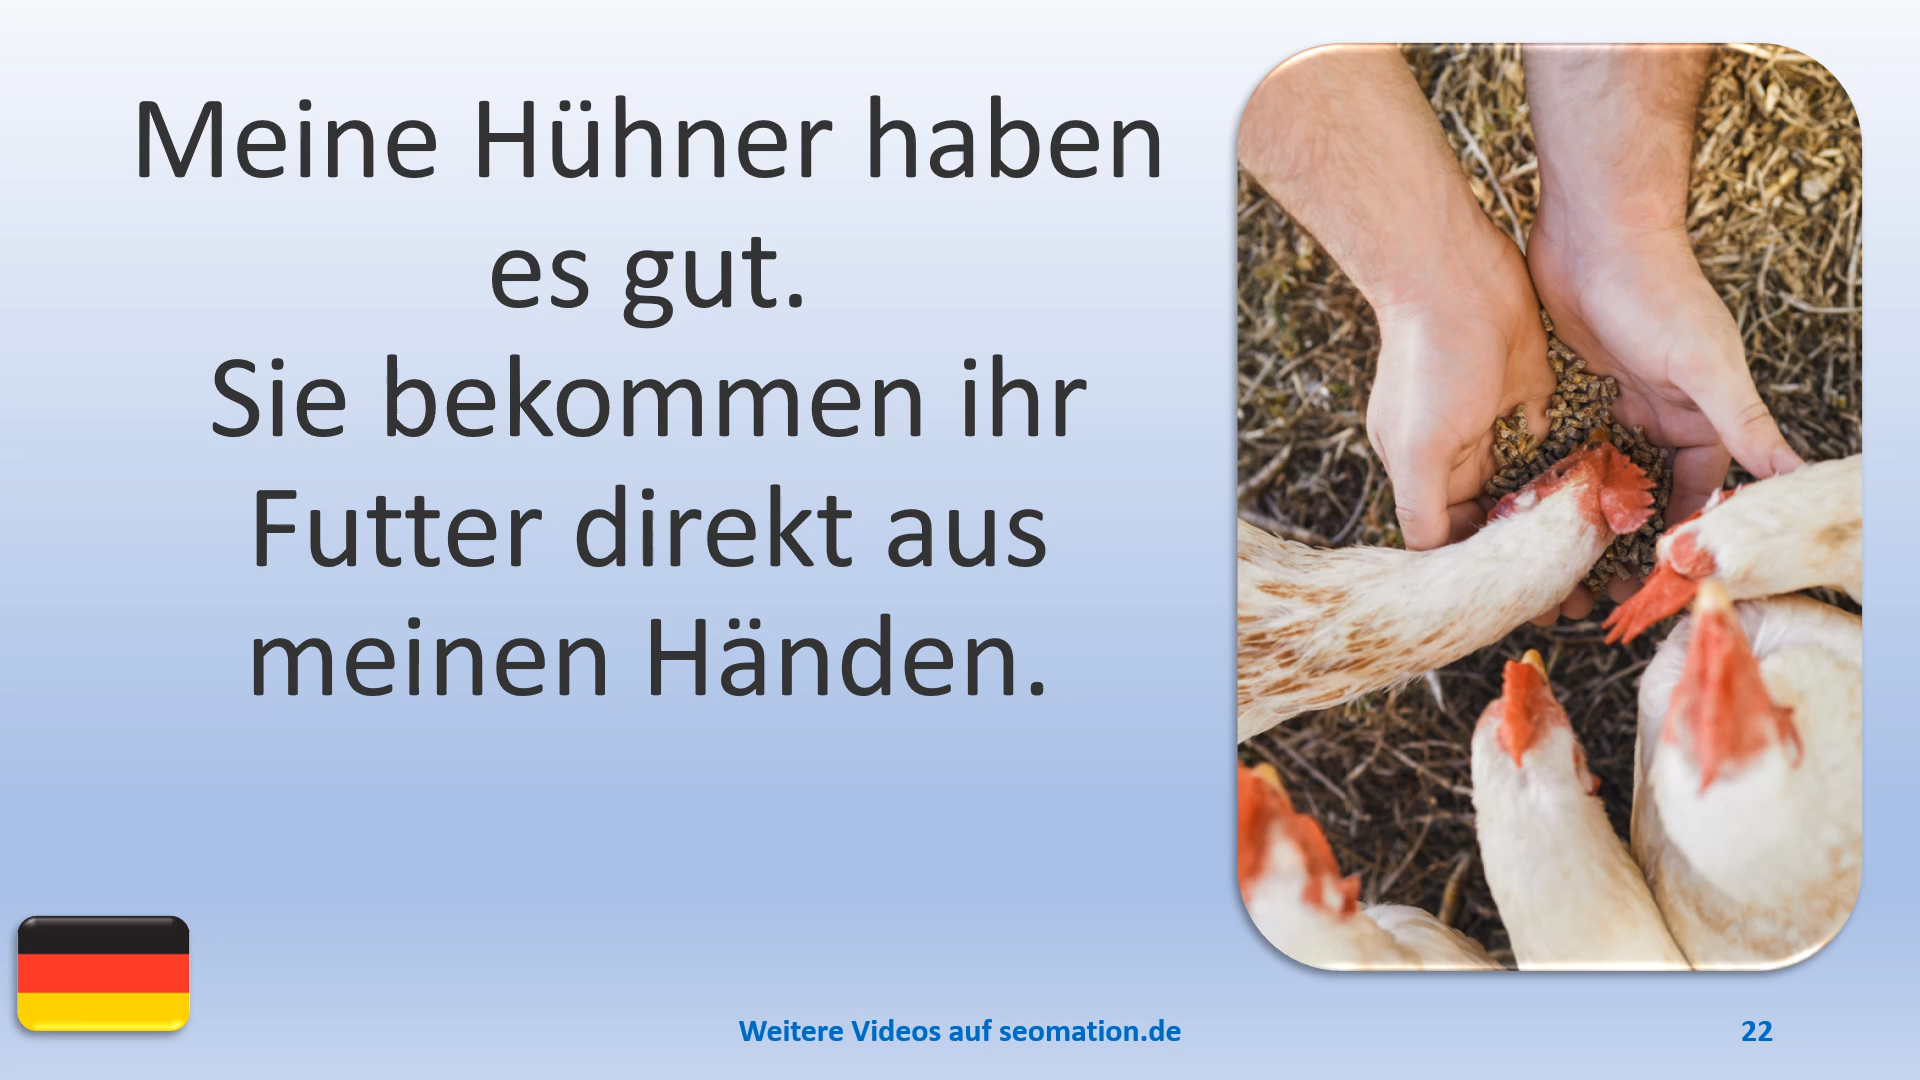 Meine Hühner haben
es gut.
Sie bekommen ihr
Futter direkt aus
meinen Händen.
Weitere Videos auf seomation.de
22